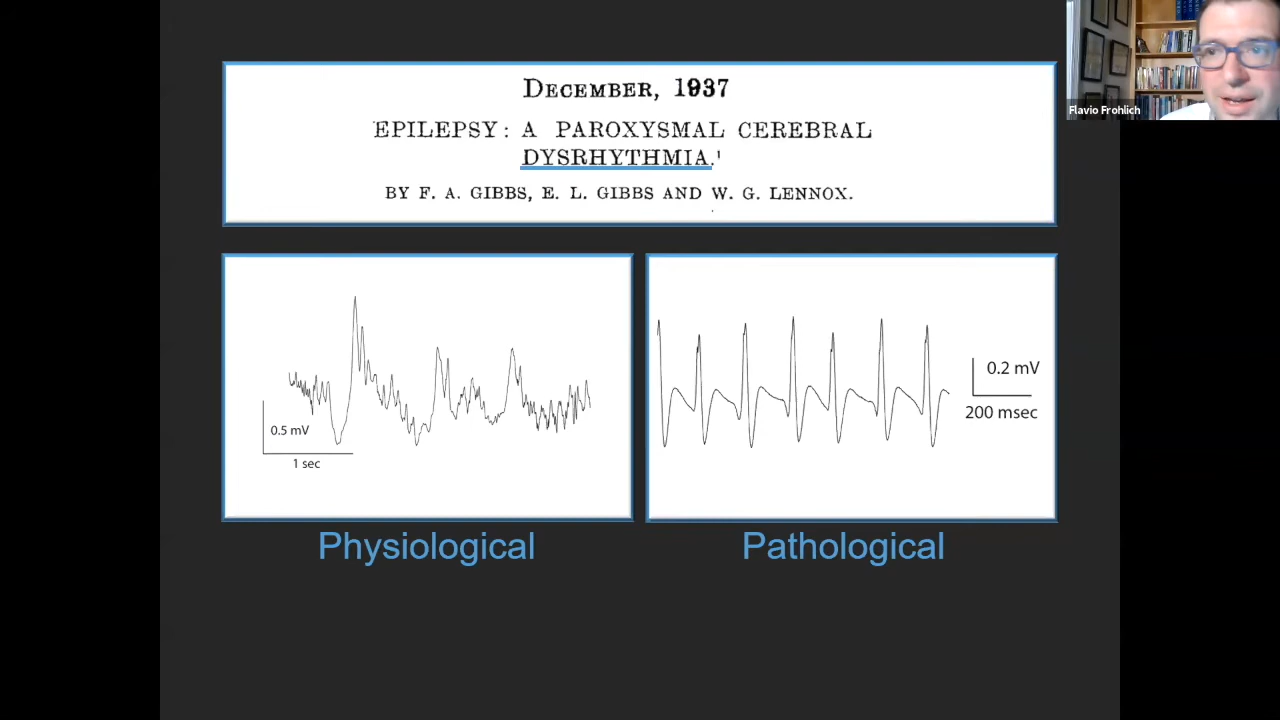 DECEMBER, 1937
EPILEPSY: A PAROXYSMAL CEREBRAL
DYSRHYTHMIA.¹
BY F. A. GIBBS, E. L. GIBBS AND W. G. LENNOX.
Flavio Frohlich
0.5 mV
1 sec
0.2 mV
200 msec
Physiological
Pathological